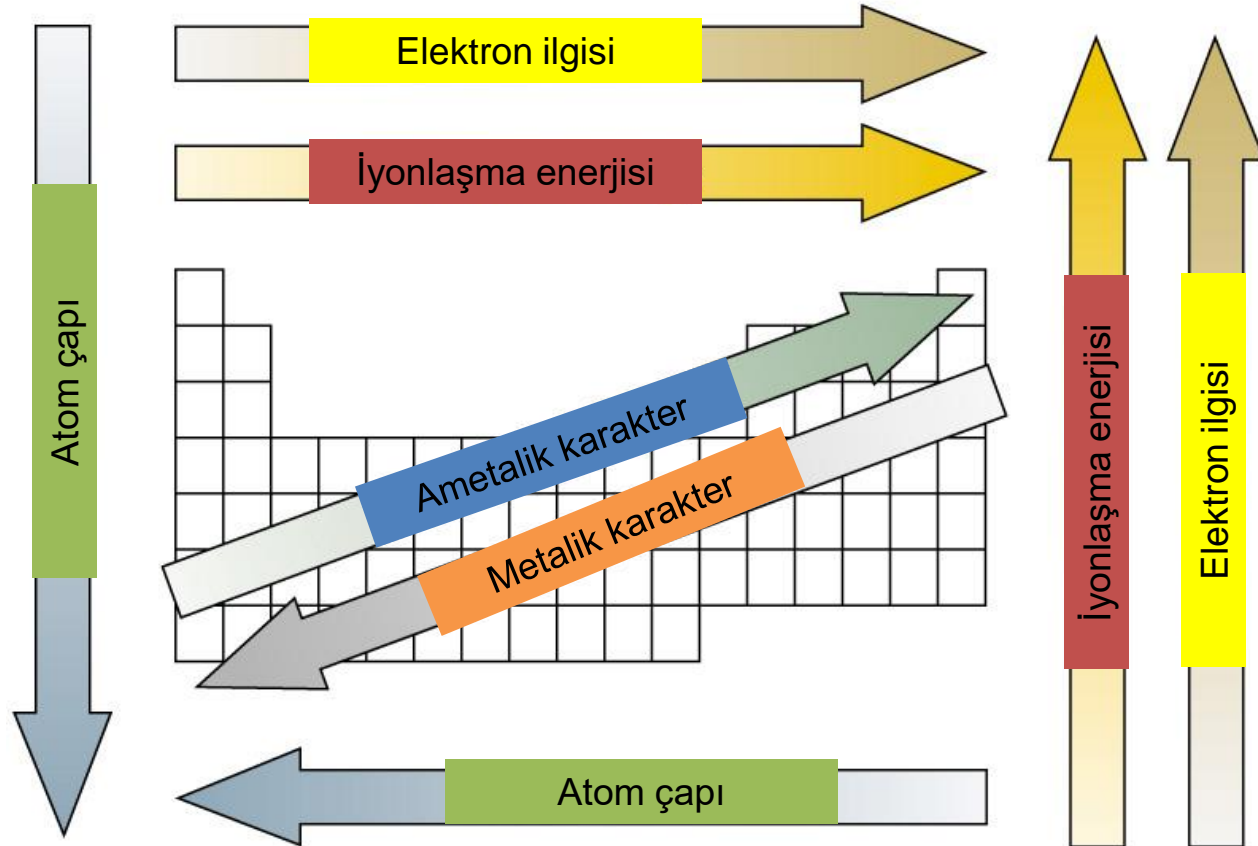 Elektron ilgisi
İyonlaşma enerjisi
Atom çapı
Ametalik karakter
Metalik karakter
İyonlaşma enerjisi
Elektron ilgisi
Atom çapı